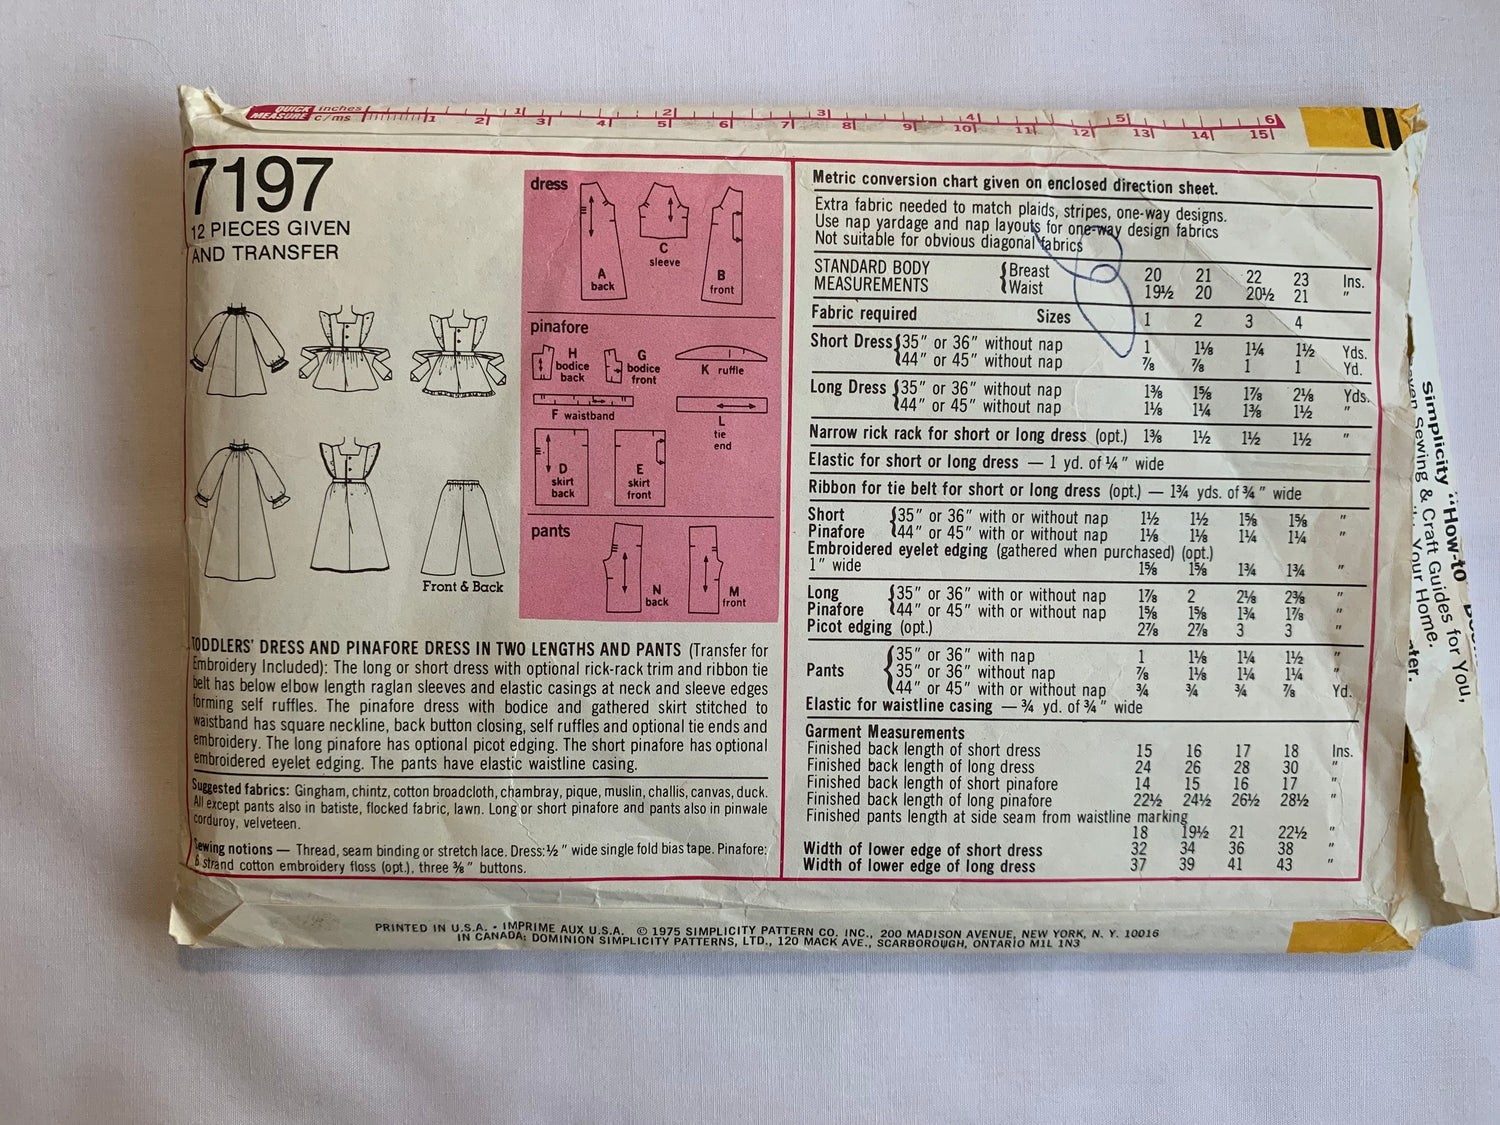 QUICK MEASURE inches 1 2 3 4 5 6
c/ms 1 2 3 4 5 6 7 8 9 10 11 12 13 14 15
7197
12 PIECES GIVEN
AND TRANSFER
Front & Back
dress
A
back
C
sleeve
B
front
pinafore
H
bodice
back
G
bodice
front
K ruffle
F waistband
L
tie
end
D
skirt
back
E
skirt
front
pants
N
back
M
front
TODDLERS' DRESS AND PINAFORE DRESS IN TWO LENGTHS AND PANTS (Transfer for
Embroidery Included): The long or short dress with optional rick-rack trim and ribbon tie
belt has below elbow length raglan sleeves and elastic casings at neck and sleeve edges
forming self ruffles. The pinafore dress with bodice and gathered skirt stitched to
waistband has square neckline, back button closing, self ruffles and optional tie ends and
embroidery. The long pinafore has optional picot edging. The short pinafore has optional
embroidered eyelet edging. The pants have elastic waistline casing.
Suggested fabrics: Gingham, chintz, cotton broadcloth, chambray, pique, muslin, challis, canvas, duck.
All except pants also in batiste, flocked fabric, lawn. Long or short pinafore and pants also in pinwale
corduroy, velveteen.
Sewing notions — Thread, seam binding or stretch lace. Dress: ½" wide single fold bias tape. Pinafore:
6 strand cotton embroidery floss (opt.), three ⅜" buttons.
Metric conversion chart given on enclosed direction sheet.
Extra fabric needed to match plaids, stripes, one-way designs.
Use nap yardage and nap layouts for one-way design fabrics
Not suitable for obvious diagonal fabrics
STANDARD BODY { Breast 20 21 22 23 Ins.
MEASUREMENTS { Waist 19½ 20 20½ 21 "
Fabric required Sizes 1 2 3 4
Short Dress { 35" or 36" without nap 1 1⅛ 1¼ 1½ Yds.
{ 44" or 45" without nap ⅞ ⅞ 1 1 Yd.
Long Dress { 35" or 36" without nap 1⅜ 1⅝ 1⅞ 2⅛ Yds.
{ 44" or 45" without nap 1⅛ 1¼ 1⅜ 1½ "
Narrow rick rack for short or long dress (opt.) 1⅜ 1½ 1½ 1½ "
Elastic for short or long dress — 1 yd. of ¼" wide
Ribbon for tie belt for short or long dress (opt.) — 1¾ yds. of ¾" wide
Short { 35" or 36" with or without nap 1½ 1½ 1⅝ 1⅝ "
Pinafore { 44" or 45" with or without nap 1⅛ 1⅛ 1¼ 1¼ "
Embroidered eyelet edging (gathered when purchased) (opt.)
1" wide 1⅝ 1⅝ 1¾ 1¾ "
Long { 35" or 36" with or without nap 1⅞ 2 2⅛ 2⅜ "
Pinafore { 44" or 45" with or without nap 1⅝ 1⅝ 1¾ 1⅞ "
Picot edging (opt.) 2⅞ 2⅞ 3 3 "
{ 35" or 36" with nap 1 1⅛ 1¼ 1½ "
Pants { 35" or 36" without nap ⅞ 1⅛ 1¼ 1¼ "
{ 44" or 45" with or without nap ¾ ¾ ¾ ⅞ Yd.
Elastic for waistline casing — ¾ yd. of ¾" wide
Garment Measurements
Finished back length of short dress 15 16 17 18 Ins.
Finished back length of long dress 24 26 28 30 "
Finished back length of short pinafore 14 15 16 17 "
Finished back length of long pinafore 22½ 24½ 26½ 28½ "
Finished pants length at side seam from waistline marking
18 19½ 21 22½ "
Width of lower edge of short dress 32 34 36 38 "
Width of lower edge of long dress 37 39 41 43 "
PRINTED IN U.S.A. • IMPRIME AUX U.S.A. © 1975 SIMPLICITY PATTERN CO. INC., 200 MADISON AVENUE, NEW YORK, N. Y. 10016
IN CANADA: DOMINION SIMPLICITY PATTERNS, LTD., 120 MACK AVE., SCARBOROUGH, ONTARIO M1L 1N3
Simplicity "How-to
Sewing & Craft Guides for You,
Your Home.